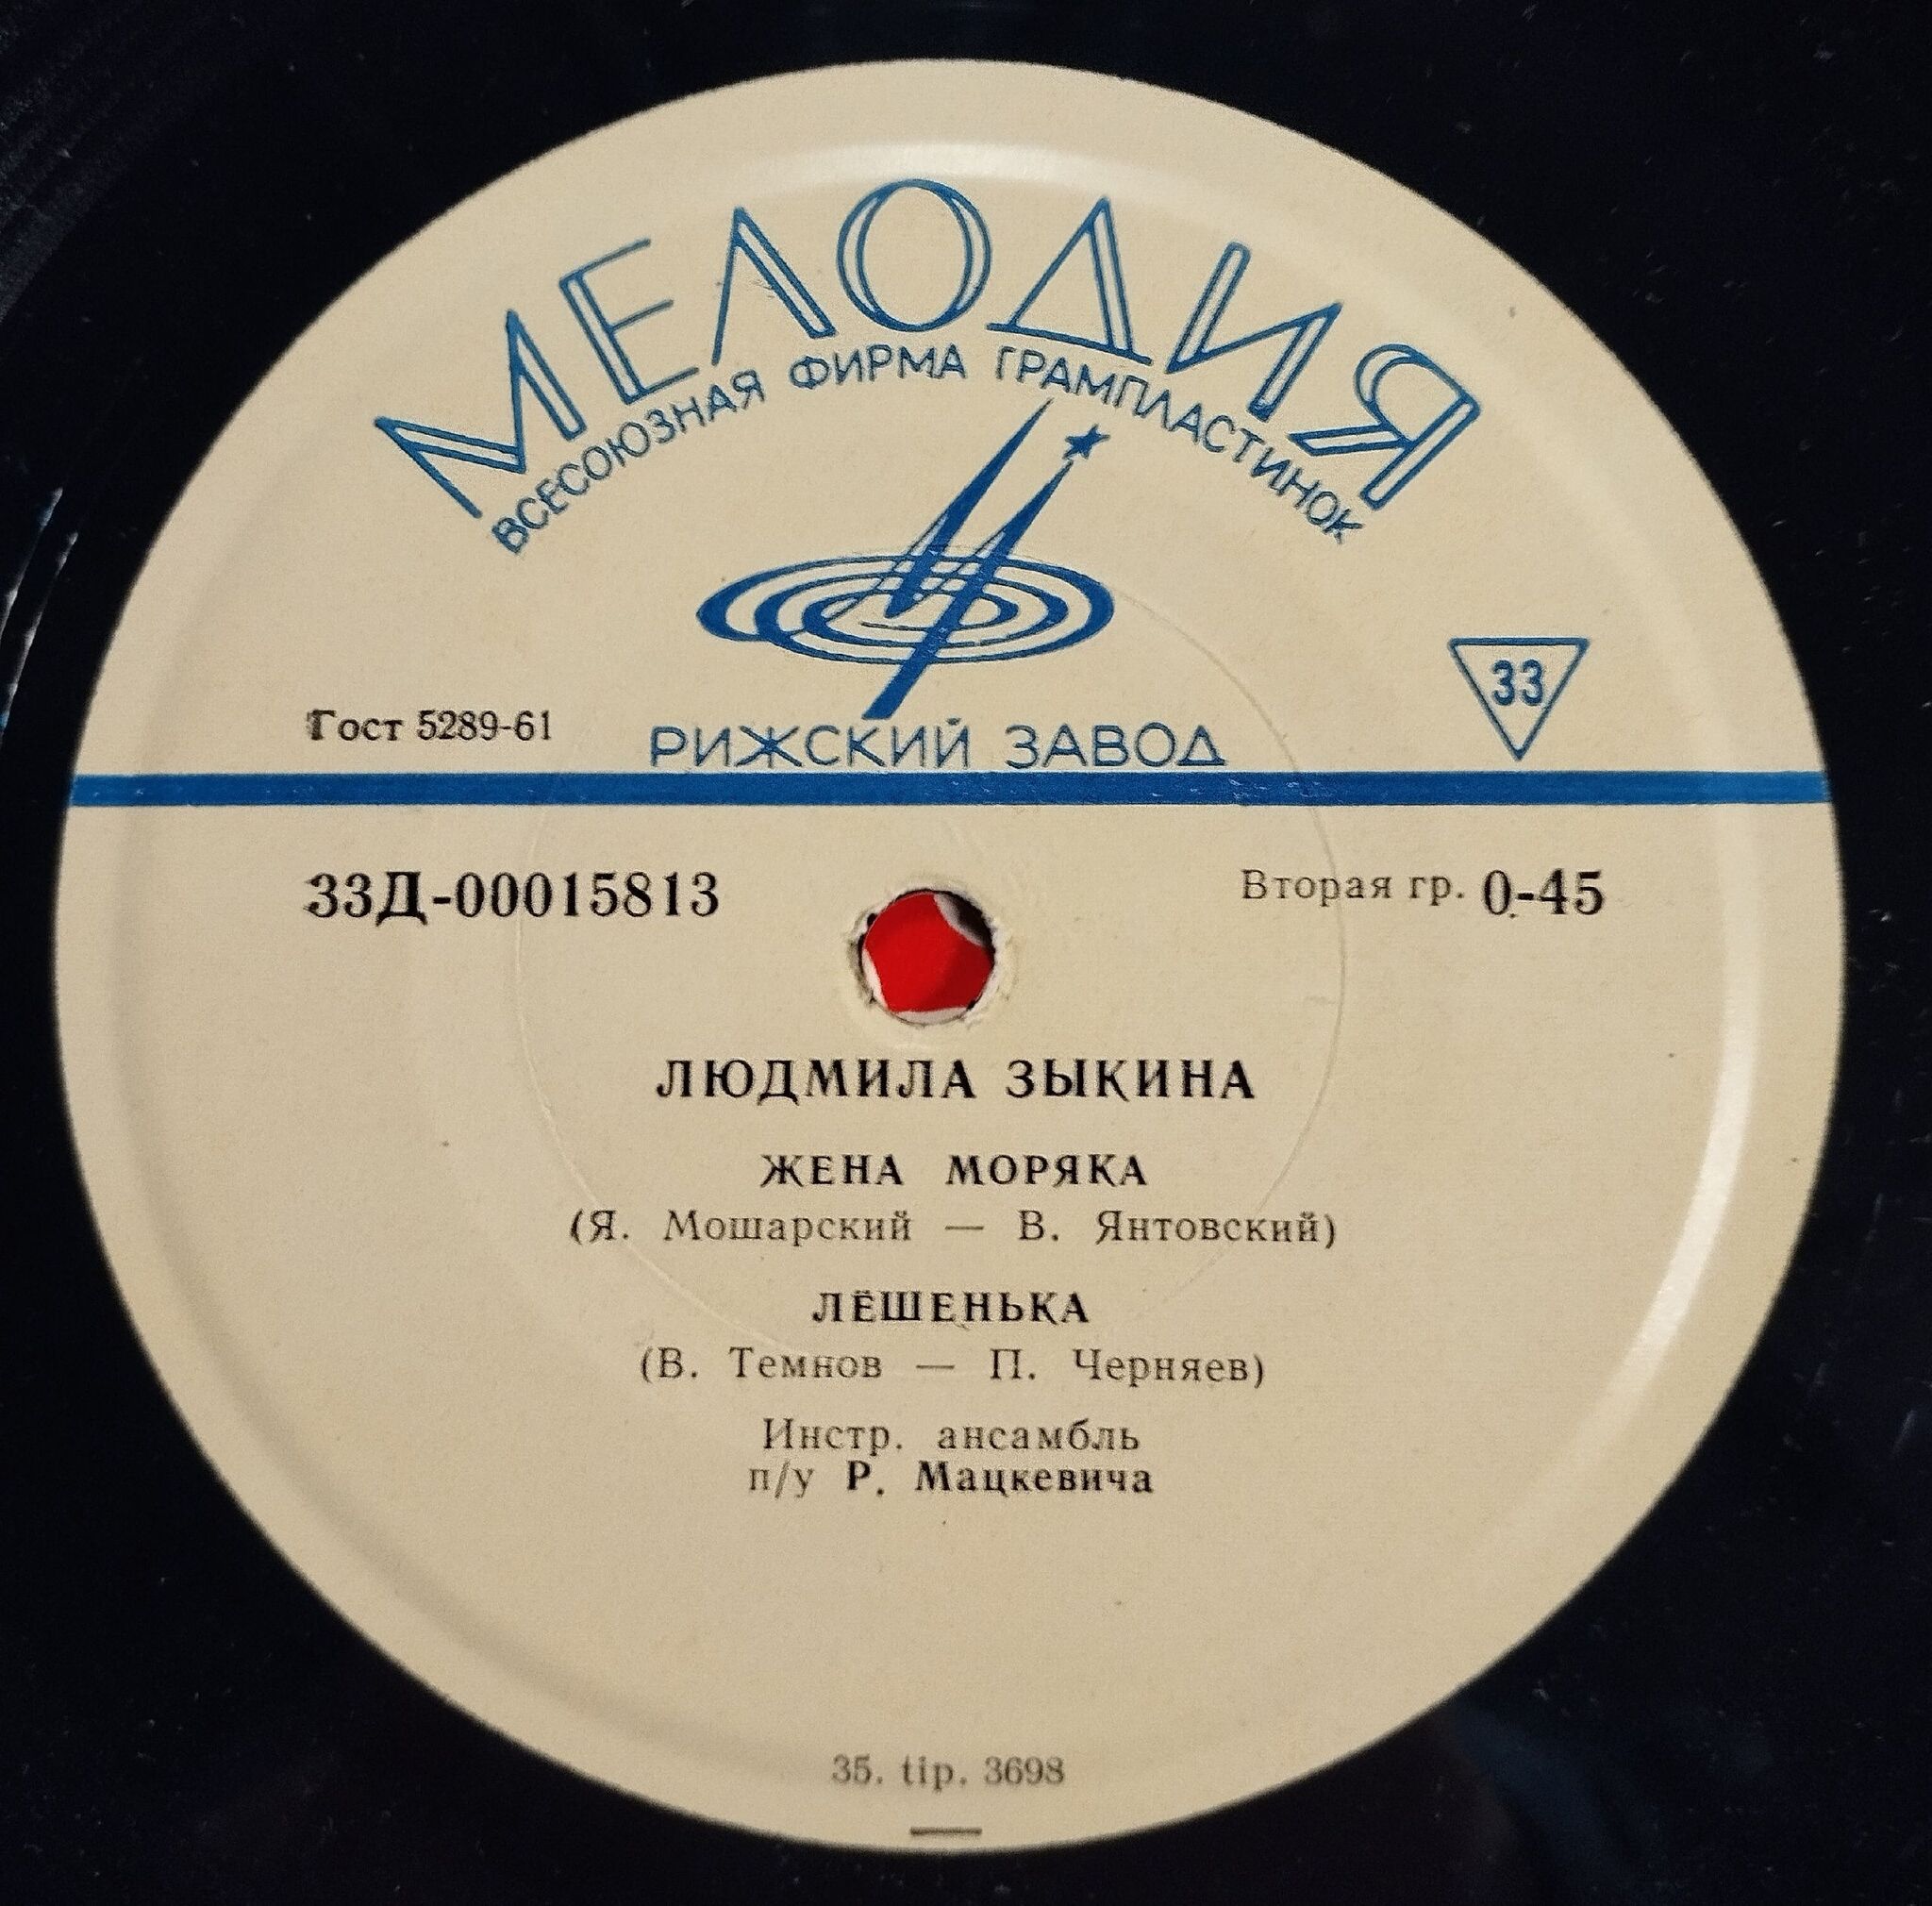 МЕЛОДИЯ
ВСЕСОЮЗНАЯ ФИРМА ГРАМПЛАСТИНОК
33
Гост 5289-61
РИЖСКИЙ ЗАВОД
33Д-00015813
Вторая гр. 0-45
ЛЮДМИЛА ЗЫКИНА
ЖЕНА МОРЯКА
(Я. Мошарский — В. Янтовский)
ЛЁШЕНЬКА
(В. Темнов — П. Черняев)
Инстр. ансамбль
п/у Р. Мацкевича
35. tip. 3698